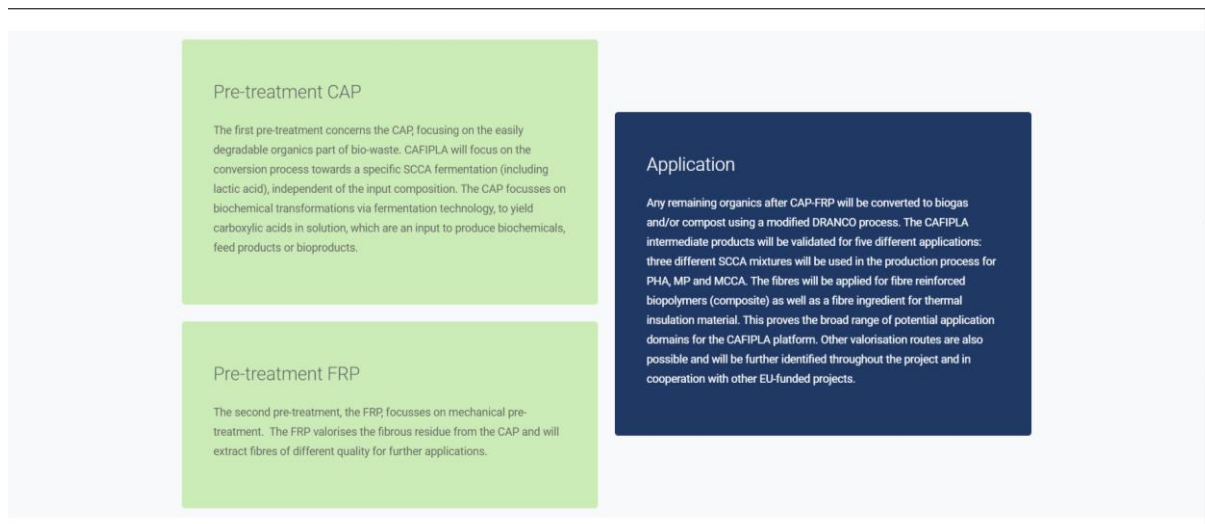 Pre-treatment CAP
The first pre-treatment concerns the CAP, focusing on the easily
degradable organics part of bio-waste. CAFIPLA will focus on the
conversion process towards a specific SCCA fermentation (including
lactic acid), independent of the input composition. The CAP focusses on
biochemical transformations via fermentation technology, to yield
carboxylic acids in solution, which are an input to produce biochemicals,
feed products or bioproducts.
Pre-treatment FRP
The second pre-treatment, the FRP, focusses on mechanical pre-
treatment. The FRP valorises the fibrous residue from the CAP and will
extract fibres of different quality for further applications.
Application
Any remaining organics after CAP-FRP will be converted to biogas
and/or compost using a modified DRANCO process. The CAFIPLA
intermediate products will be validated for five different applications:
three different SCCA mixtures will be used in the production process for
PHA, MP and MCCA. The fibres will be applied for fibre reinforced
biopolymers (composite) as well as a fibre ingredient for thermal
insulation material. This proves the broad range of potential application
domains for the CAFIPLA platform. Other valorisation routes are also
possible and will be further identified throughout the project and in
cooperation with other EU-funded projects.